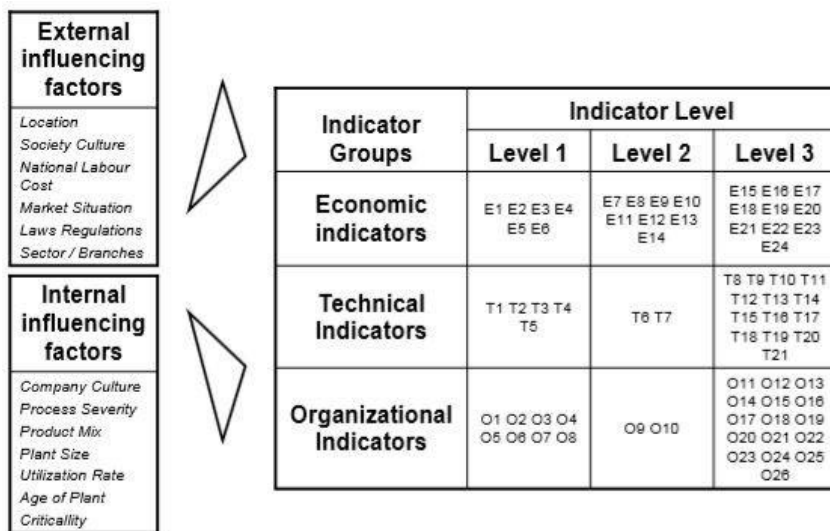 External
influencing
factors
Location
Society Culture
National Labour
Cost
Market Situation
Laws Regulations
Sector / Branches
Internal
influencing
factors
Company Culture
Process Severity
Product Mix
Plant Size
Utilization Rate
Age of Plant
Criticallity
Indicator
Groups
Indicator Level
Level 1
Level 2
Level 3
Economic
indicators
E1 E2 E3 E4
E5 E6
E7 E8 E9 E10
E11 E12 E13
E14
E15 E16 E17
E18 E19 E20
E21 E22 E23
E24
Technical
Indicators
T1 T2 T3 T4
T5
T6 T7
T8 T9 T10 T11
T12 T13 T14
T15 T16 T17
T18 T19 T20
T21
Organizational
Indicators
O1 O2 O3 O4
O5 O6 O7 O8
O9 O10
O11 O12 O13
O14 O15 O16
O17 O18 O19
O20 O21 O22
O23 O24 O25
O26